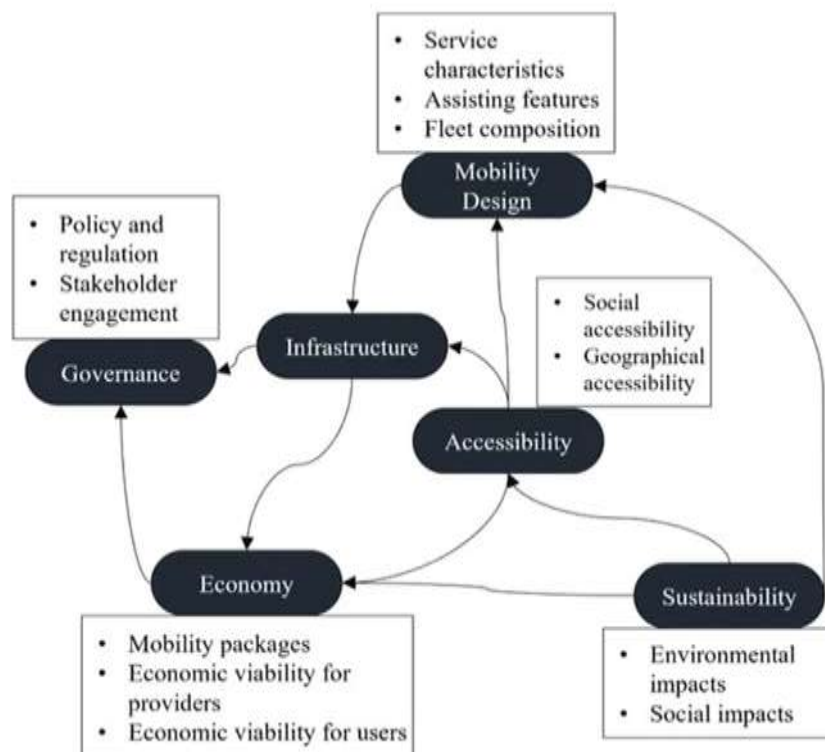 • Service
characteristics
• Assisting features
• Fleet composition
Mobility
Design
• Policy and
regulation
• Stakeholder
engagement
Governance
Infrastructure
• Social
accessibility
• Geographical
accessibility
Accessibility
Economy
• Mobility packages
• Economic viability for
providers
• Economic viability for users
Sustainability
• Environmental
impacts
• Social impacts